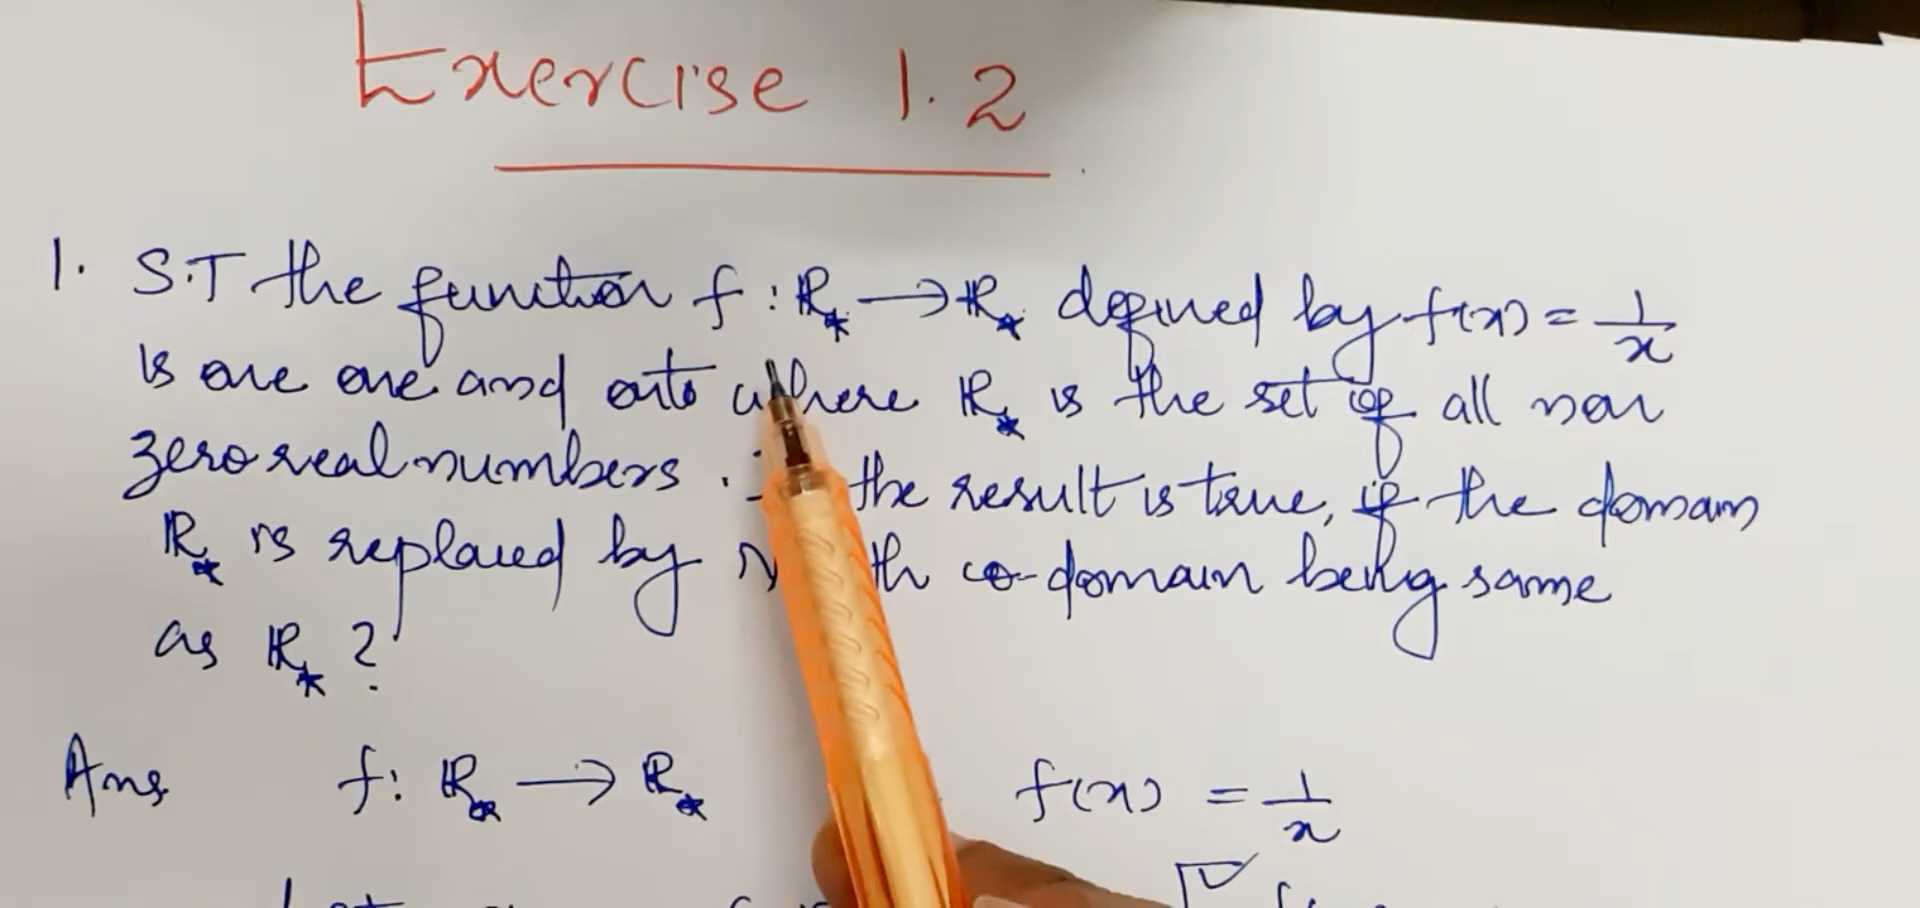 Exercise 1.2
1. S.T the function f : ℝ⋆ → ℝ⋆ defined by f(x) = 1/x
is one one and onto where ℝ⋆ is the set of all non
zero real numbers. the result is true, if the domain
ℝ⋆ is replaced by co-domain being same
as ℝ⋆ ?
Ans f: ℝ⋆ → ℝ⋆ f(x) = 1/x